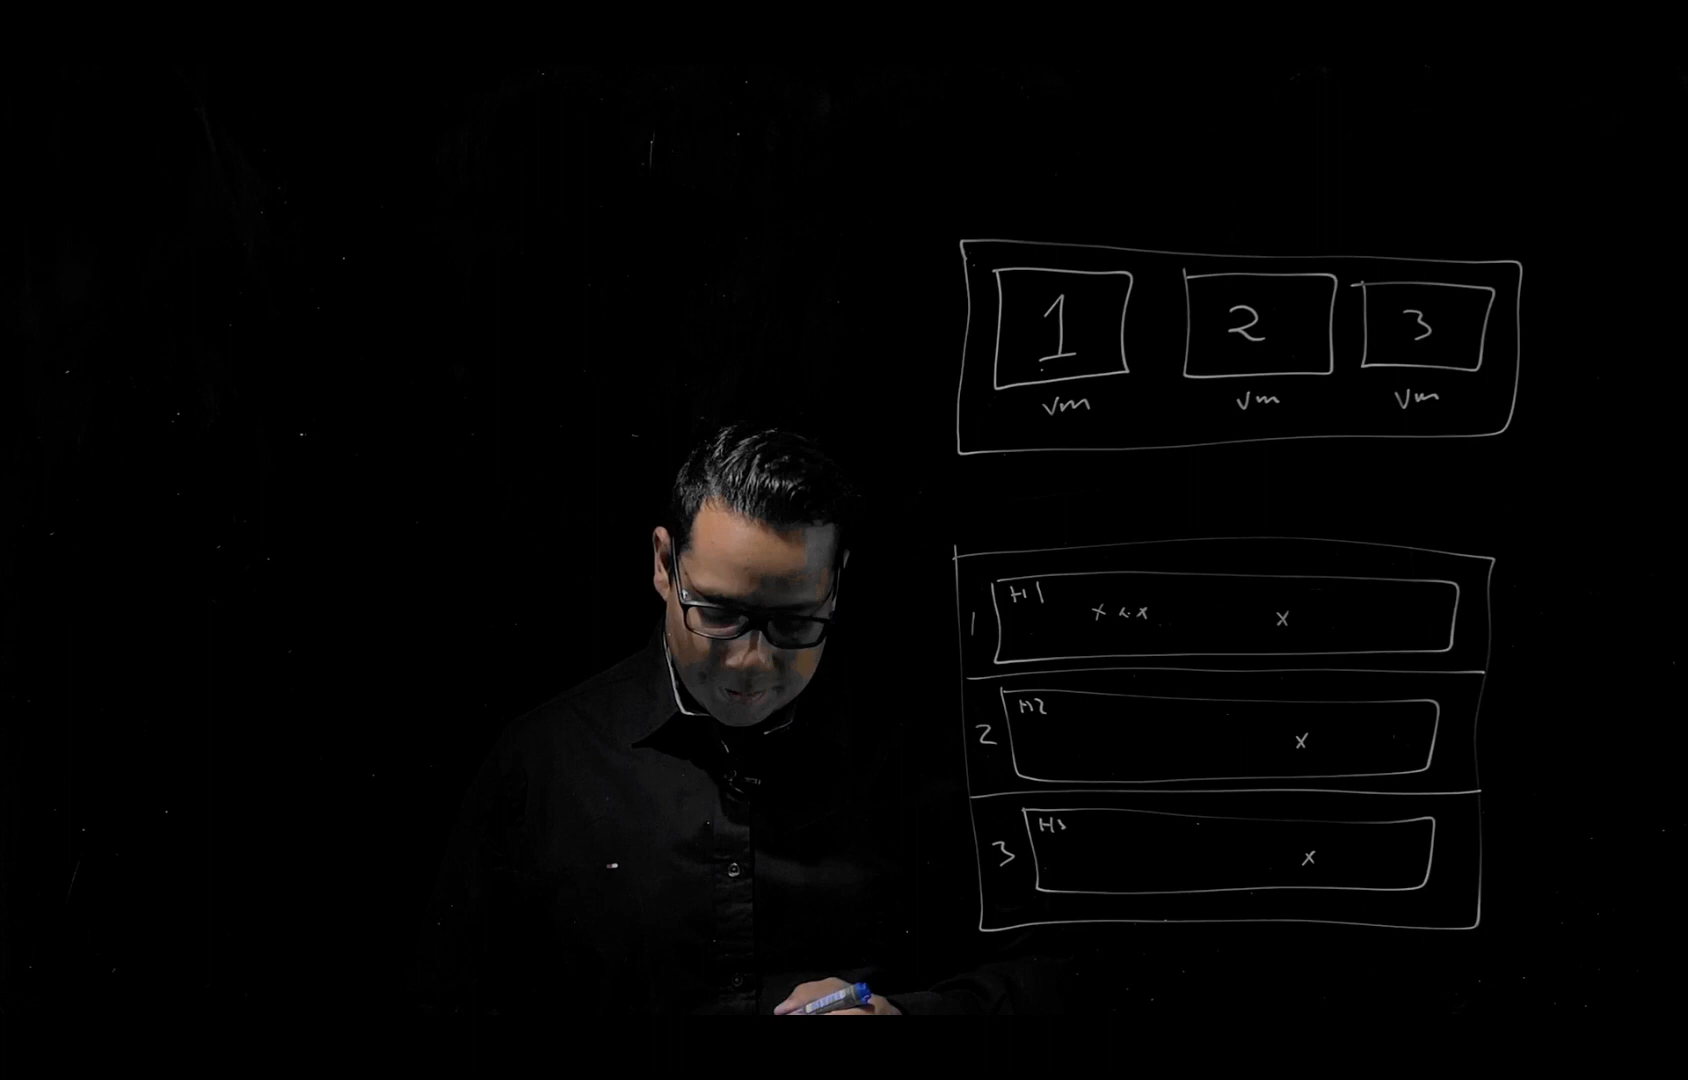 1 2 3
vm vm vm
H1
1 x x x x
H2
2 x
H3
3 x